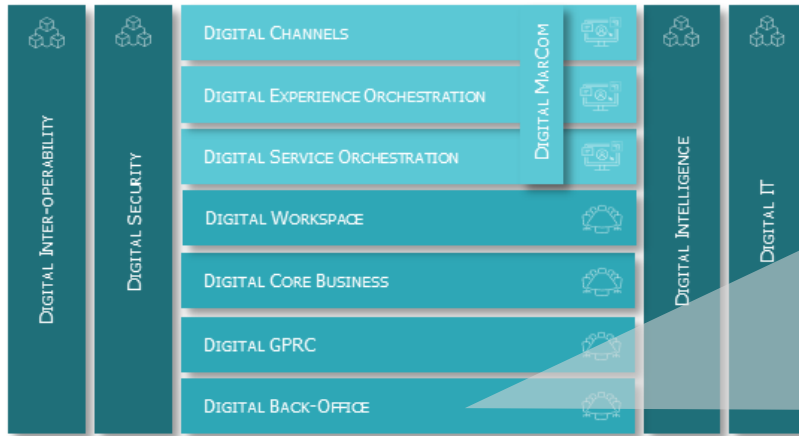 Digital Inter-operability
Digital Security
Digital Channels
Digital Experience Orchestration
Digital Service Orchestration
Digital MarCom
Digital Workspace
Digital Core Business
Digital GPRC
Digital Back-Office
Digital Intelligence
Digital IT